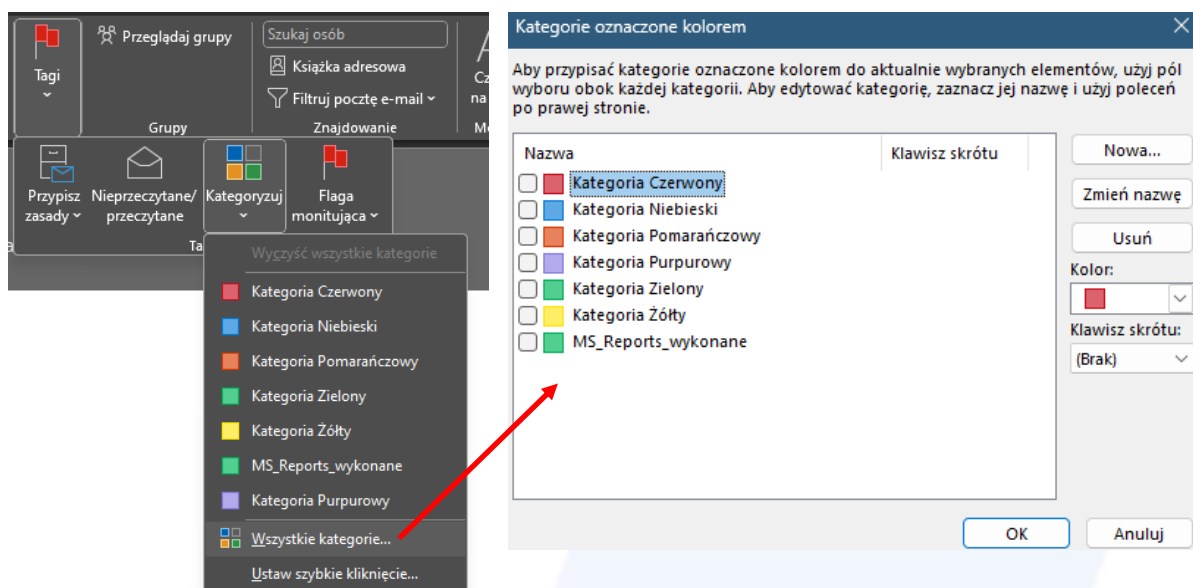 Tagi
Przeglądaj grupy
Grupy
Szukaj osób
Książka adresowa
Filtruj pocztę e-mail
Znajdowanie
Przypisz
zasady
Nieprzeczytane/
przeczytane
Kategoryzuj
Flaga
monitująca
Wyczyść wszystkie kategorie
Kategoria Czerwony
Kategoria Niebieski
Kategoria Pomarańczowy
Kategoria Zielony
Kategoria Żółty
MS_Reports_wykonane
Kategoria Purpurowy
Wszystkie kategorie...
Ustaw szybkie kliknięcie...
Kategorie oznaczone kolorem
Aby przypisać kategorie oznaczone kolorem do aktualnie wybranych elementów, użyj pól
wyboru obok każdej kategorii. Aby edytować kategorię, zaznacz jej nazwę i użyj poleceń
po prawej stronie.
Nazwa Klawisz skrótu
Kategoria Czerwony
Kategoria Niebieski
Kategoria Pomarańczowy
Kategoria Purpurowy
Kategoria Zielony
Kategoria Żółty
MS_Reports_wykonane
Nowa...
Zmień nazwę
Usuń
Kolor:
Klawisz skrótu:
(Brak)
OK Anuluj